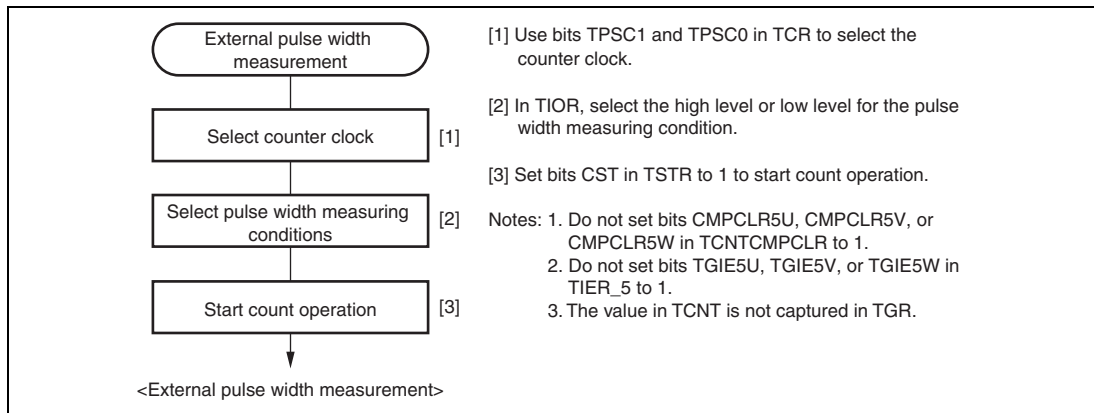 External pulse width
measurement
Select counter clock
[1]
Select pulse width measuring
conditions
[2]
Start count operation
[3]
<External pulse width measurement>
[1] Use bits TPSC1 and TPSC0 in TCR to select the
counter clock.
[2] In TIOR, select the high level or low level for the pulse
width measuring condition.
[3] Set bits CST in TSTR to 1 to start count operation.
Notes: 1. Do not set bits CMPCLR5U, CMPCLR5V, or
CMPCLR5W in TCNTCMPCLR to 1.
2. Do not set bits TGIE5U, TGIE5V, or TGIE5W in
TIER_5 to 1.
3. The value in TCNT is not captured in TGR.